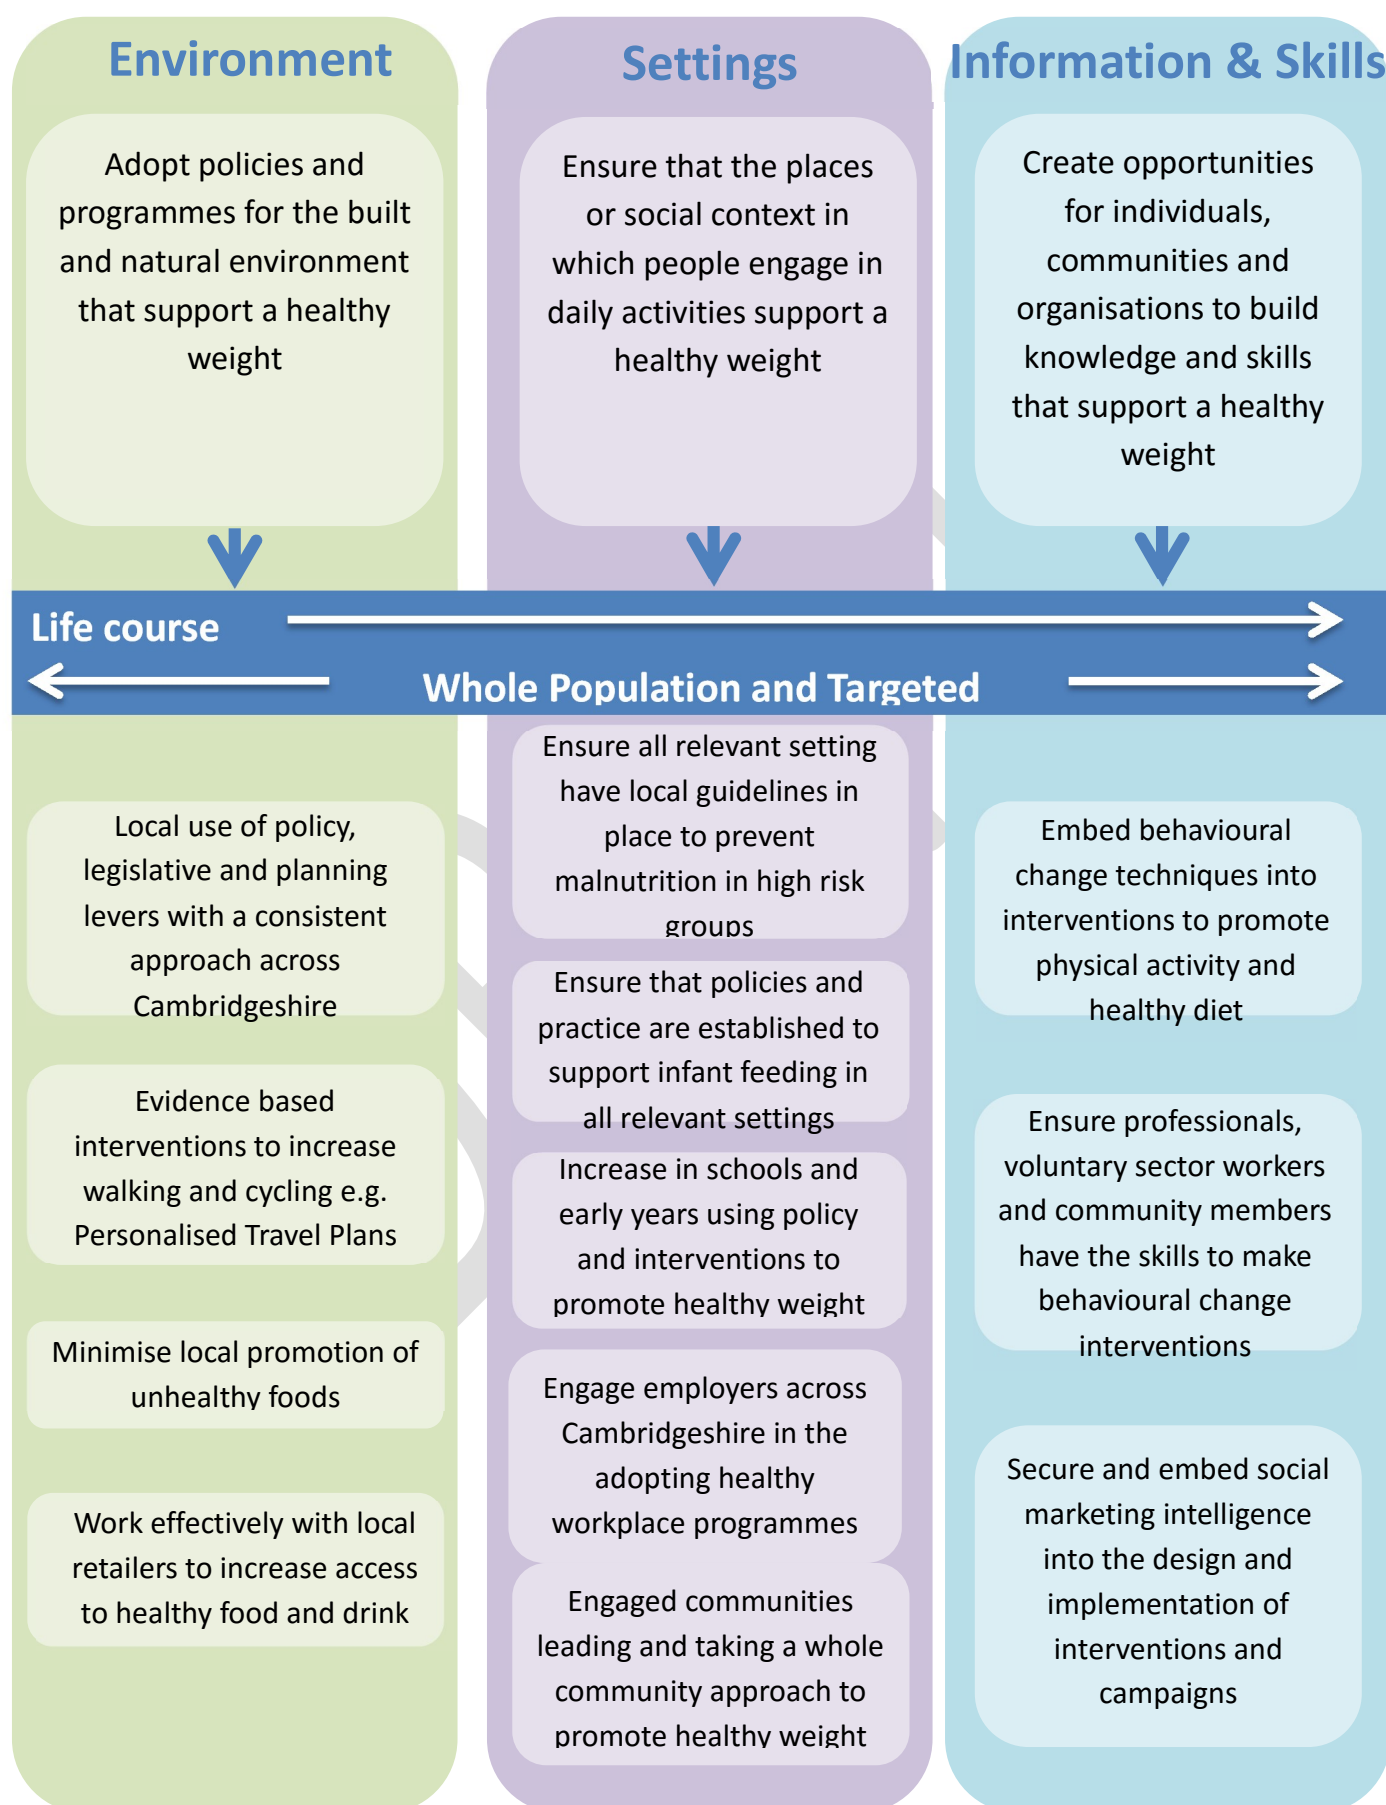 Environment
Adopt policies and
programmes for the built
and natural environment
that support a healthy
weight
Settings
Ensure that the places
or social context in
which people engage in
daily activities support a
healthy weight
Information & Skills
Create opportunities
for individuals,
communities and
organisations to build
knowledge and skills
that support a healthy
weight
Life course
Whole Population and Targeted
Local use of policy,
legislative and planning
levers with a consistent
approach across
Cambridgeshire
Evidence based
interventions to increase
walking and cycling e.g.
Personalised Travel Plans
Minimise local promotion of
unhealthy foods
Work effectively with local
retailers to increase access
to healthy food and drink
Ensure all relevant setting
have local guidelines in
place to prevent
malnutrition in high risk
groups
Ensure that policies and
practice are established to
support infant feeding in
all relevant settings
Increase in schools and
early years using policy
and interventions to
promote healthy weight
Engage employers across
Cambridgeshire in the
adopting healthy
workplace programmes
Engaged communities
leading and taking a whole
community approach to
promote healthy weight
Embed behavioural
change techniques into
interventions to promote
physical activity and
healthy diet
Ensure professionals,
voluntary sector workers
and community members
have the skills to make
behavioural change
interventions
Secure and embed social
marketing intelligence
into the design and
implementation of
interventions and
campaigns